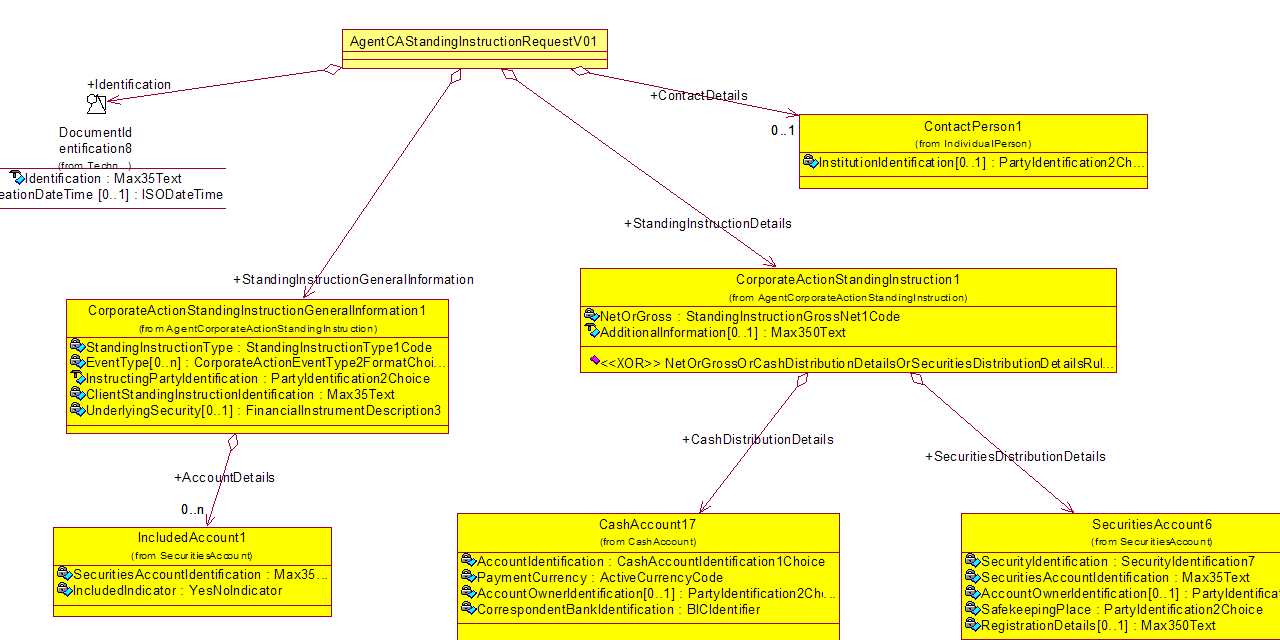 AgentCAStandingInstructionRequestV01
+Identification
+ContactDetails
0..1
DocumentId
entification8
(from Techn...)
Identification : Max35Text
eationDateTime [0..1] : ISODateTime
ContactPerson1
(from IndividualPerson)
InstitutionIdentification[0..1] : PartyIdentification2Ch...
+StandingInstructionDetails
+StandingInstructionGeneralInformation
CorporateActionStandingInstructionGeneralInformation1
(from AgentCorporateActionStandingInstruction)
StandingInstructionType : StandingInstructionType1Code
EventType[0..n] : CorporateActionEventType2FormatChoi...
InstructingPartyIdentification : PartyIdentification2Choice
ClientStandingInstructionIdentification : Max35Text
UnderlyingSecurity[0..1] : FinancialInstrumentDescription3
CorporateActionStandingInstruction1
(from AgentCorporateActionStandingInstruction)
NetOrGross : StandingInstructionGrossNet1Code
AdditionalInformation[0..1] : Max350Text
<<XOR>> NetOrGrossOrCashDistributionDetailsOrSecuritiesDistributionDetailsRul...
+AccountDetails
0..n
+CashDistributionDetails
+SecuritiesDistributionDetails
IncludedAccount1
(from SecuritiesAccount)
SecuritiesAccountIdentification : Max35...
IncludedIndicator : YesNoIndicator
CashAccount17
(from CashAccount)
AccountIdentification : CashAccountIdentification1Choice
PaymentCurrency : ActiveCurrencyCode
AccountOwnerIdentification[0..1] : PartyIdentification2Ch...
CorrespondentBankIdentification : BICIdentifier
SecuritiesAccount6
(from SecuritiesAccount)
SecurityIdentification : SecurityIdentification7
SecuritiesAccountIdentification : Max35Text
AccountOwnerIdentification[0..1] : PartyIdentifica
SafekeepingPlace : PartyIdentification2Choice
RegistrationDetails[0..1] : Max350Text